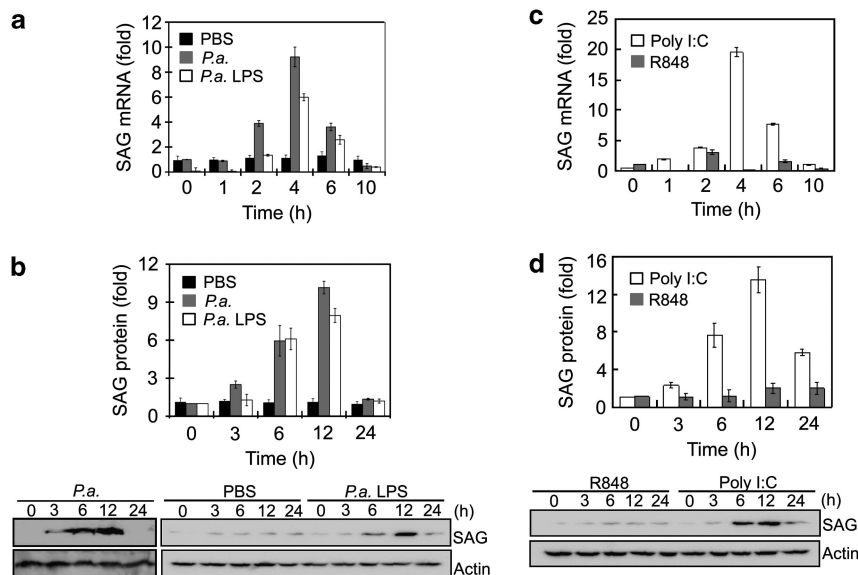 a
SAG mRNA (fold)
12
10
8
6
4
2
0
PBS
P.a.
P.a. LPS
0 1 2 4 6 10
Time (h)
b
SAG protein (fold)
12
9
6
3
0
PBS
P.a.
P.a. LPS
0 3 6 12 24
Time (h)
P.a. PBS P.a. LPS
0 3 6 12 24 0 3 6 12 24 0 3 6 12 24 (h)
SAG
Actin
c
SAG mRNA (fold)
25
20
15
10
5
0
Poly I:C
R848
0 1 2 4 6 10
Time (h)
d
SAG protein (fold)
16
12
8
4
0
Poly I:C
R848
0 3 6 12 24
Time (h)
R848 Poly I:C
0 3 6 12 24 0 3 6 12 24 (h)
SAG
Actin